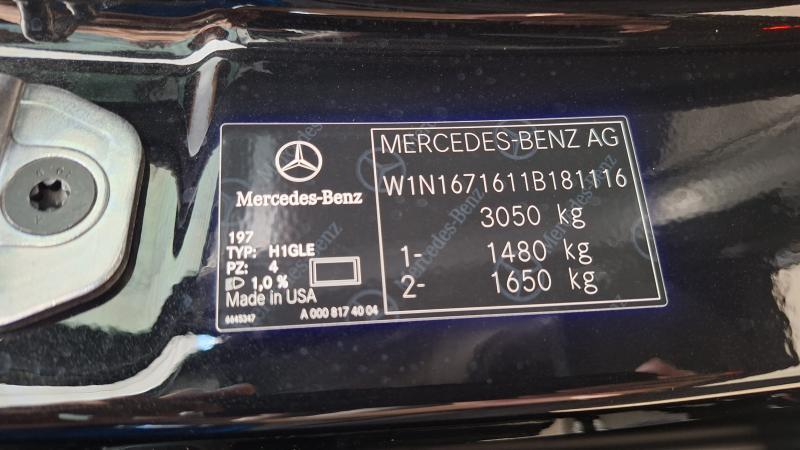 Mercedes-Benz
197
TYP: H1GLE
PZ: 4
1,0 %
Made in USA
6645347
A 000 817 40 04
MERCEDES-BENZ AG
W1N1671611B181116
3050 kg
1- 1480 kg
2- 1650 kg